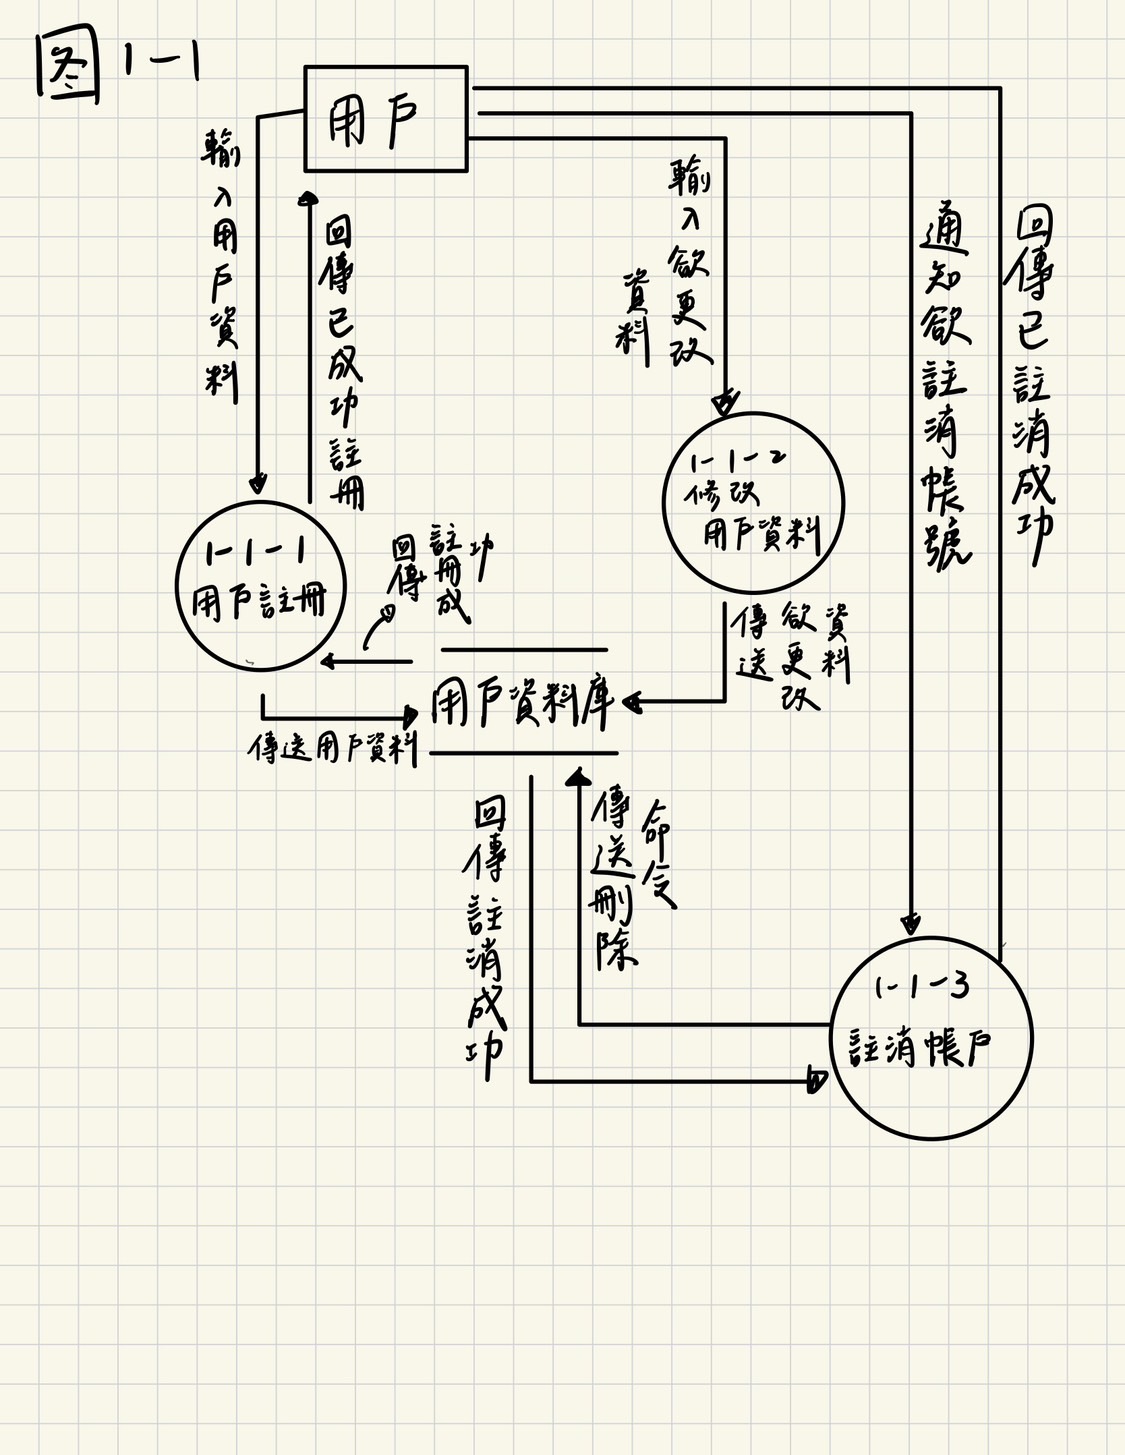 图 1-1
用戶
輸入用戶資料
回傳已成功註冊
輸入欲更改
資料
通知欲註消帳號
回傳已註消成功
1-1-1
用戶註冊
回傳
註冊成
功
1-1-2
修改
用戶資料
傳送
欲更改
資料
用戶資料庫
傳送用戶資料
回傳註消成功
傳送刪除
命令
1-1-3
註消帳戶